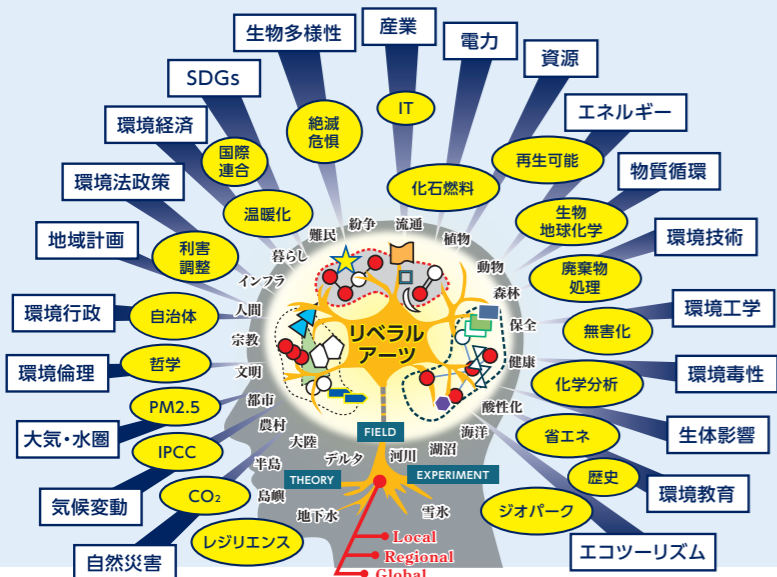 生物多様性
産業
電力
資源
SDGs
エネルギー
環境経済
物質循環
環境法政策
環境技術
地域計画
環境工学
環境行政
環境毒性
環境倫理
生体影響
大気・水圏
環境教育
気候変動
エコツーリズム
自然災害
絶滅
危惧
IT
国際
連合
化石燃料
再生可能
温暖化
生物
地球化学
利害
調整
廃棄物
処理
自治体
無害化
哲学
化学分析
PM2.5
省エネ
IPCC
歴史
CO₂
ジオパーク
レジリエンス
難民
紛争
流通
植物
暮らし
動物
インフラ
森林
人間
保全
宗教
健康
文明
酸性化
都市
海洋
農村
湖沼
大陸
河川
半島
デルタ
島嶼
地下水
雪氷
リベラル
アーツ
FIELD
THEORY
EXPERIMENT
Local
Regional
Global